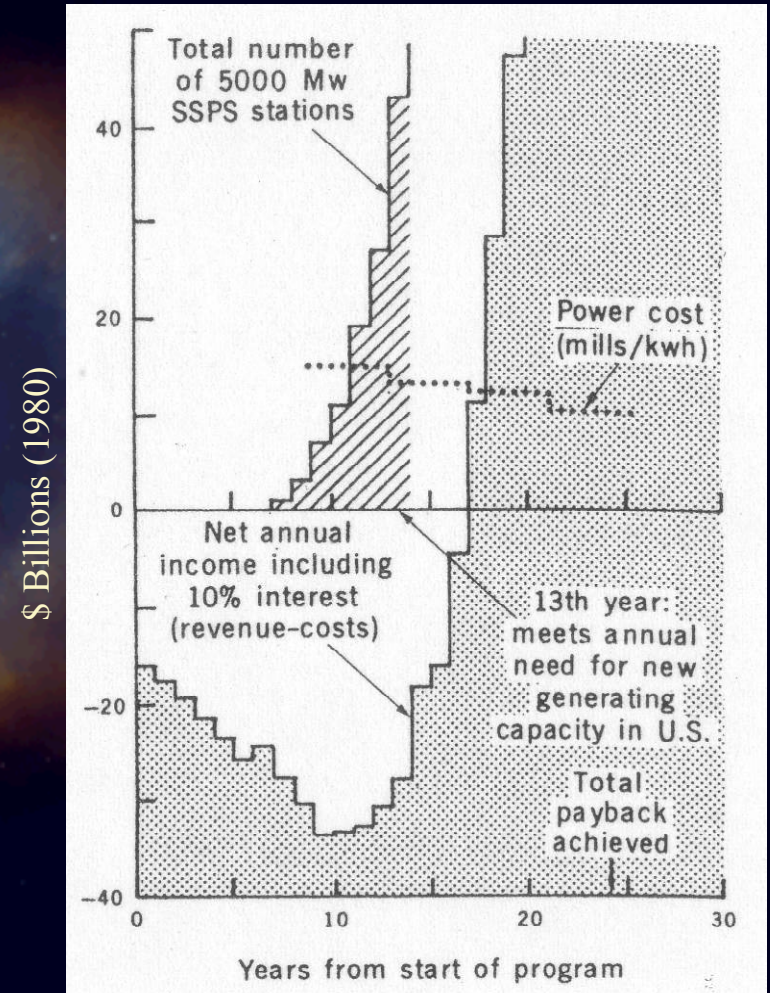 $ Billions (1980)
Total number
of 5000 Mw
SSPS stations
40
20
0
-20
-40
Power cost
(mills/kwh)
Net annual
income including
10% interest
(revenue-costs)
13th year:
meets annual
need for new
generating
capacity in U.S.
Total
payback
achieved
0 10 20 30
Years from start of program